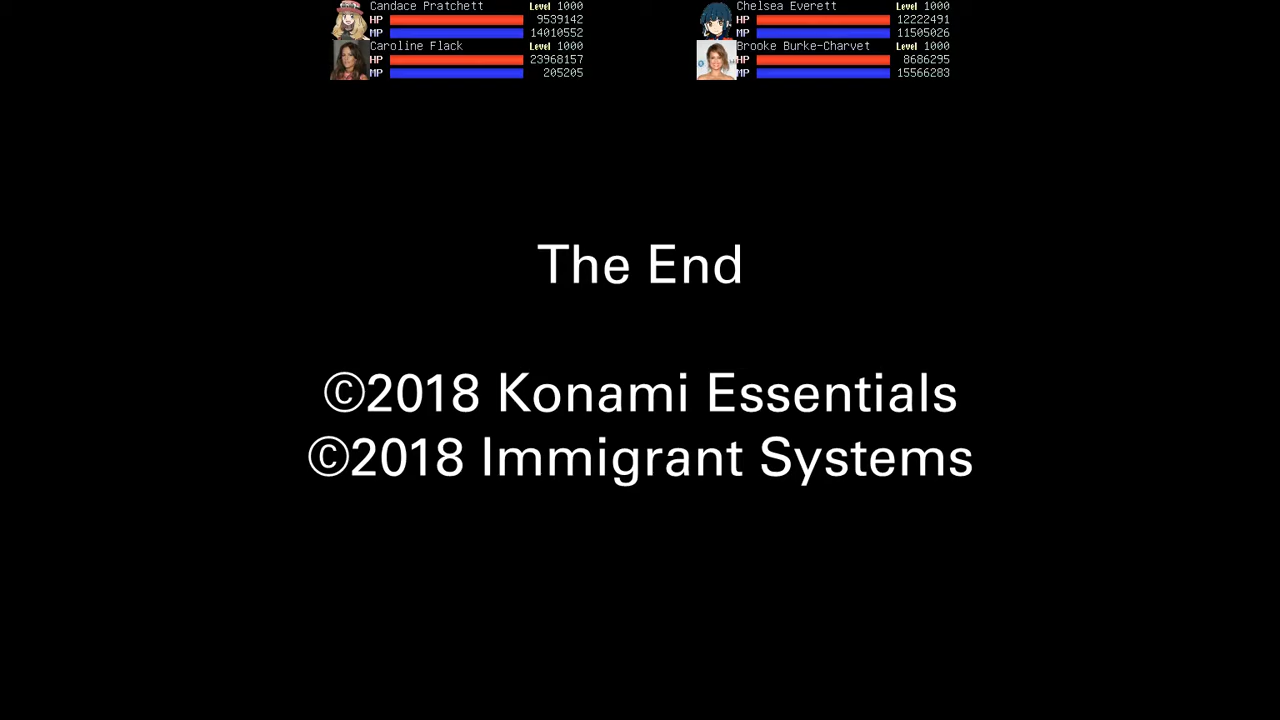 Candace Pratchett Level 1000
HP 9539142
MP 14010552
Caroline Flack Level 1000
HP 23968157
MP 205205
Chelsea Everett Level 1000
HP 12222491
MP 11505026
Brooke Burke-Charvet Level 1000
HP 8686295
MP 15566283
The End
©2018 Konami Essentials
©2018 Immigrant Systems